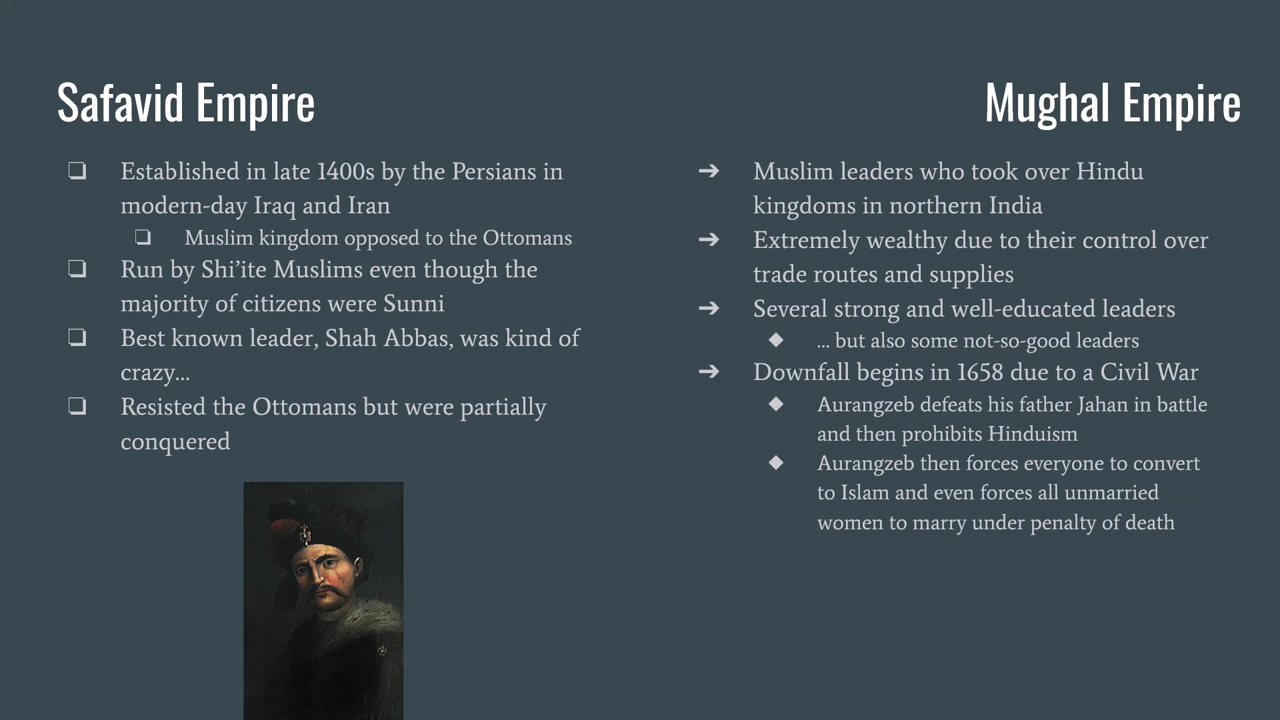 Safavid Empire
Established in late 1400s by the Persians in
modern-day Iraq and Iran
Muslim kingdom opposed to the Ottomans
Run by Shi’ite Muslims even though the
majority of citizens were Sunni
Best known leader, Shah Abbas, was kind of
crazy...
Resisted the Ottomans but were partially
conquered
Mughal Empire
Muslim leaders who took over Hindu
kingdoms in northern India
Extremely wealthy due to their control over
trade routes and supplies
Several strong and well-educated leaders
... but also some not-so-good leaders
Downfall begins in 1658 due to a Civil War
Aurangzeb defeats his father Jahan in battle
and then prohibits Hinduism
Aurangzeb then forces everyone to convert
to Islam and even forces all unmarried
women to marry under penalty of death